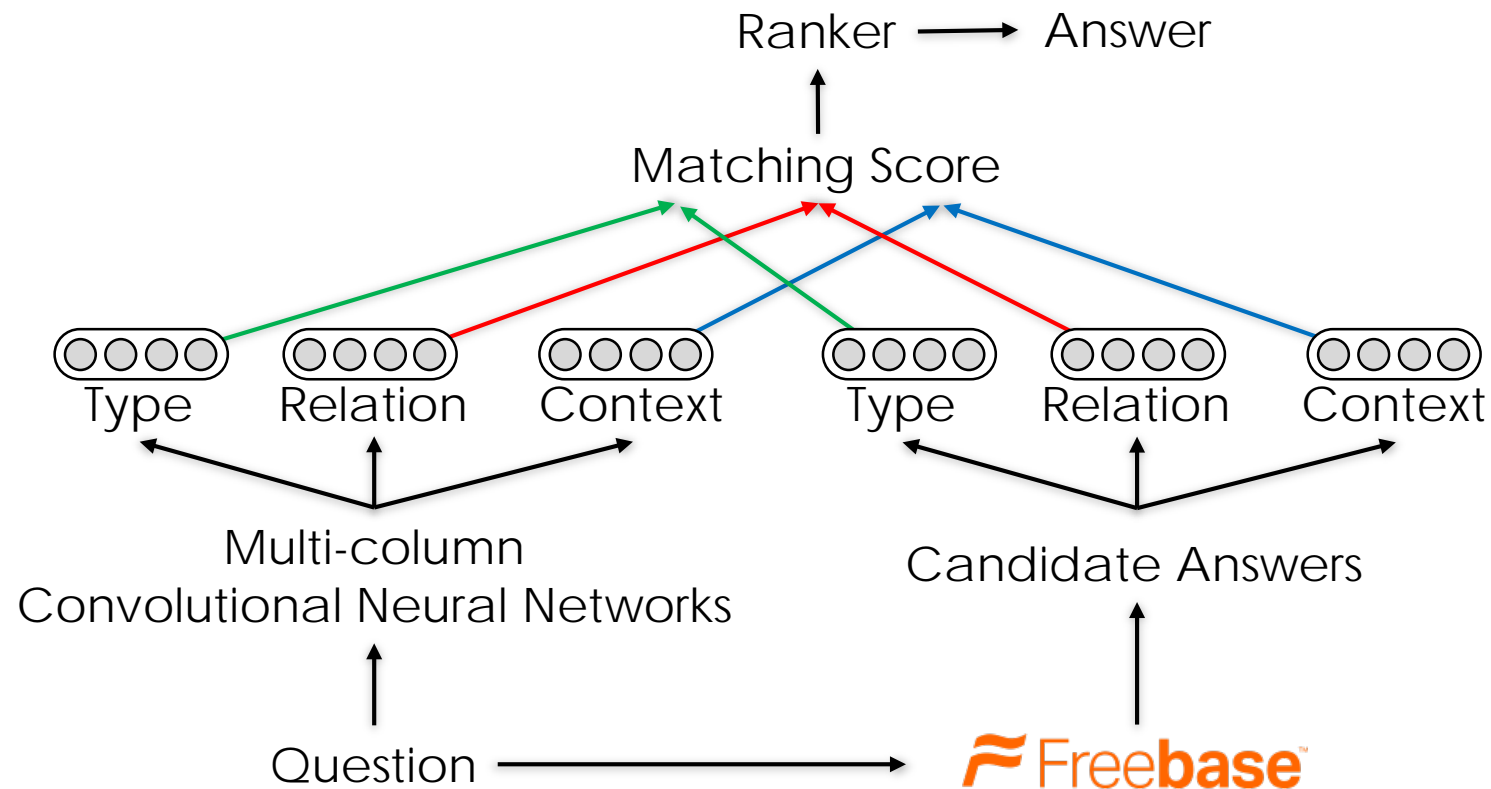 Ranker
Answer
Matching Score
Type
Relation
Context
Type
Relation
Context
Multi-column
Convolutional Neural Networks
Candidate Answers
Question
Freebase™